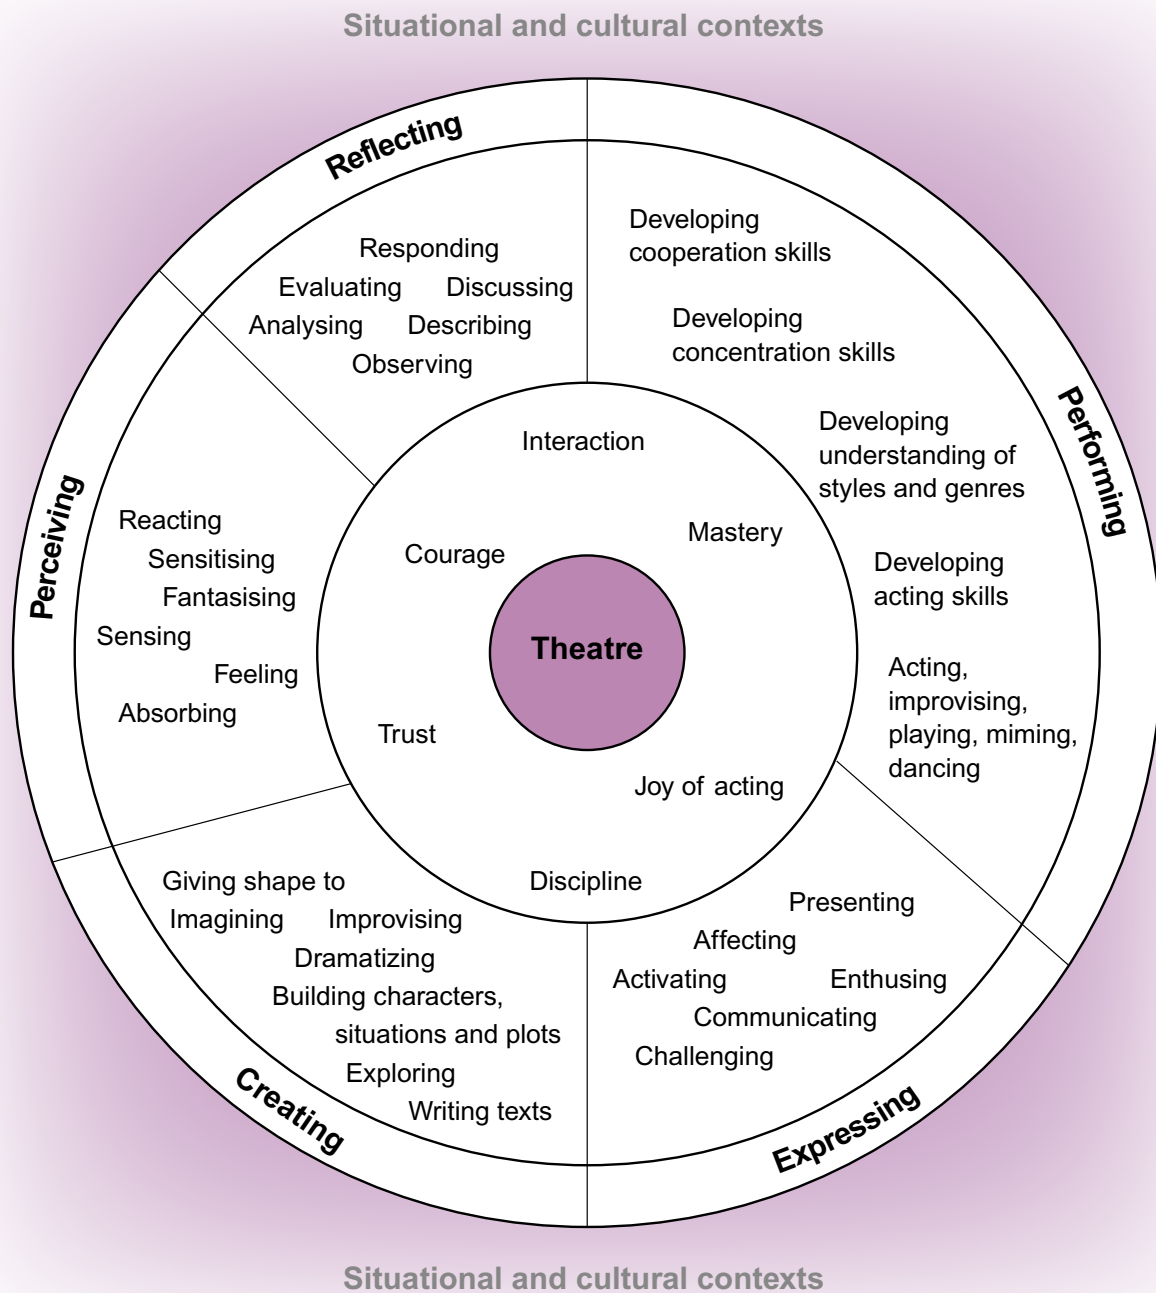 Situational and cultural contexts
Reflecting
Responding
Evaluating Discussing
Analysing Describing
Observing
Performing
Developing
cooperation skills
Developing
concentration skills
Developing
understanding of
styles and genres
Developing
acting skills
Acting,
improvising,
playing, miming,
dancing
Perceiving
Reacting
Sensitising
Fantasising
Sensing
Feeling
Absorbing
Interaction
Mastery
Courage
Theatre
Trust
Joy of acting
Discipline
Creating
Giving shape to
Imagining Improvising
Dramatizing
Building characters,
situations and plots
Exploring
Writing texts
Expressing
Presenting
Affecting
Activating Enthusing
Communicating
Challenging
Situational and cultural contexts